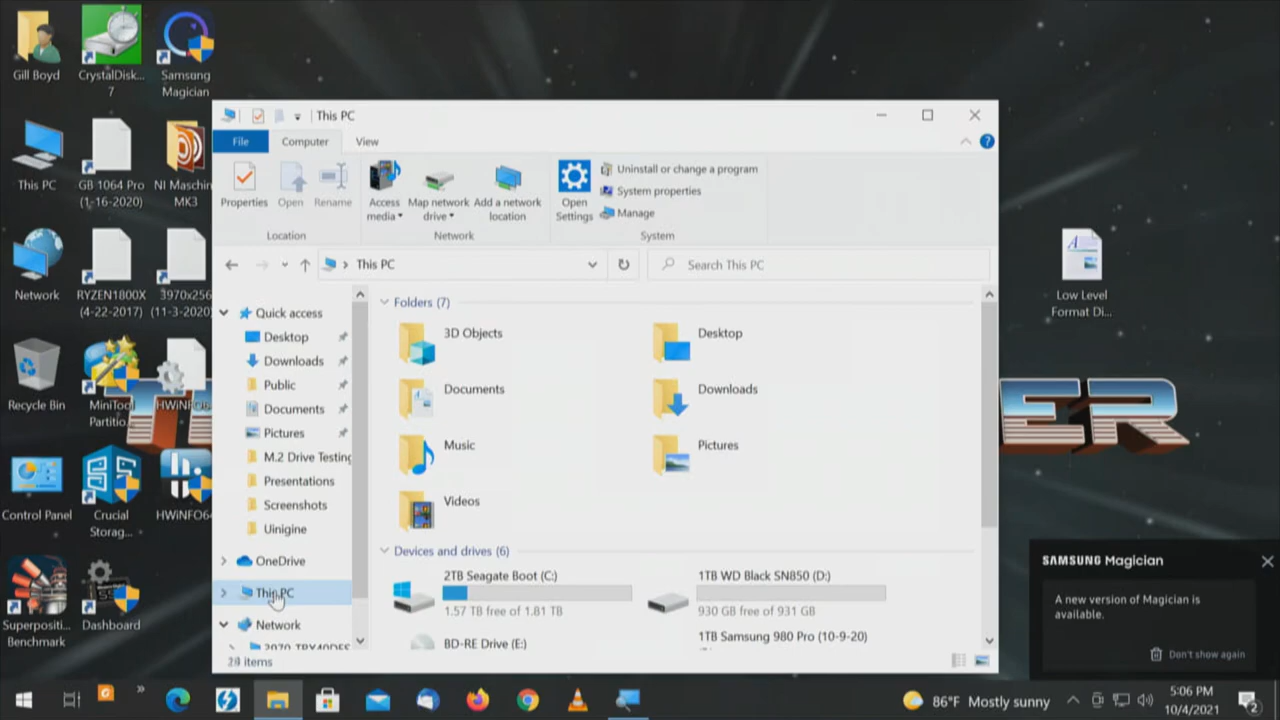 Gill Boyd
CrystalDisk...
7
Samsung
Magician
This PC
GB 1064 Pro
(1-16-2020)
NI Maschin
MK3
Network
RYZEN1800X
(4-22-2017)
3970x256
(11-3-2020)
Recycle Bin
MiniTool
Partitio...
HWiNFO6
Control Panel
Crucial
Storag...
HWiNFO64
Superpositi...
Benchmark
Dashboard
This PC
File
Computer
View
Properties
Open
Rename
Access
media
Map network
drive
Add a network
location
Open
Settings
Uninstall or change a program
System properties
Manage
Location
Network
System
This PC
Search This PC
Quick access
Desktop
Downloads
Public
Documents
Pictures
M.2 Drive Testing
Presentations
Screenshots
Uinigine
OneDrive
This PC
Network
Folders (7)
3D Objects
Desktop
Documents
Downloads
Music
Pictures
Videos
Devices and drives (6)
2TB Seagate Boot (C:)
1.57 TB free of 1.81 TB
1TB WD Black SN850 (D:)
930 GB free of 931 GB
BD-RE Drive (E:)
1TB Samsung 980 Pro (10-9-20)
items
Low Level
Format Di...
ER
SAMSUNG Magician
A new version of Magician is
available.
Don't show again
86°F Mostly sunny
5:06 PM
10/4/2021
2